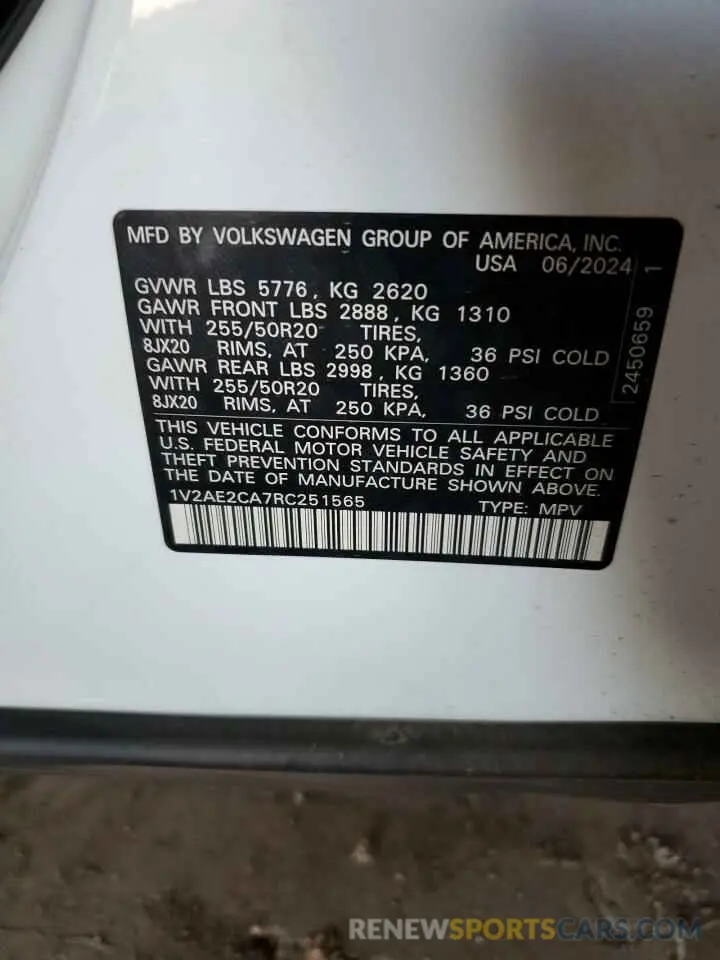 MFD BY VOLKSWAGEN GROUP OF AMERICA, INC.
USA 06/2024
GVWR LBS 5776, KG 2620
GAWR FRONT LBS 2888, KG 1310
WITH 255/50R20 TIRES,
8JX20 RIMS, AT 250 KPA, 36 PSI COLD
GAWR REAR LBS 2998, KG 1360
WITH 255/50R20 TIRES,
8JX20 RIMS, AT 250 KPA, 36 PSI COLD
2450659 1
THIS VEHICLE CONFORMS TO ALL APPLICABLE
U.S. FEDERAL MOTOR VEHICLE SAFETY AND
THEFT PREVENTION STANDARDS IN EFFECT ON
THE DATE OF MANUFACTURE SHOWN ABOVE.
1V2AE2CA7RC251565 TYPE: MPV
RENEWSPORTSCARS.COM